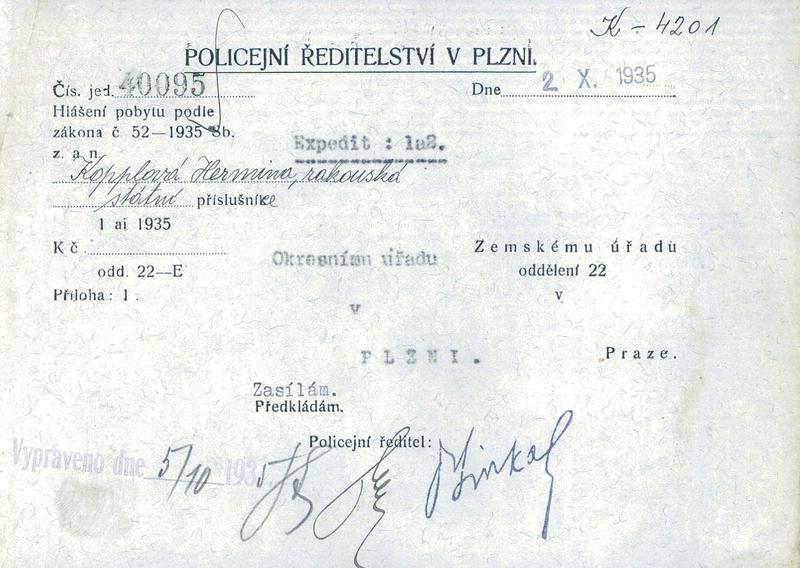 K - 4201
POLICEJNÍ ŘEDITELSTVÍ V PLZNI.
Čís. jed. 40095
Dne 2 X. 1935
Hlášení pobytu podle
zákona č 52—1935 Sb.
Expedit : 1a2.
z. a n.
Kopplová Hermina, rakouská
státní příslušnice
1 ai 1935
Kč
Okresnímu úřadu
Zemskému úřadu
odd. 22—E
oddělení 22
Příloha: 1.
v
v
PLZNI.
Praze.
Zasílám.
Předkládám.
Policejní ředitel:
Vypraveno dne 5/10 1935